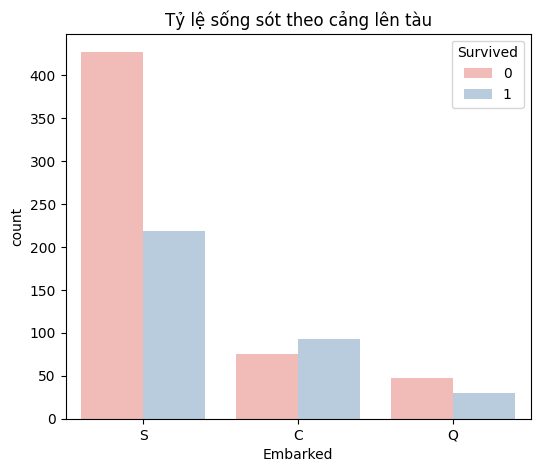 Tỷ lệ sống sót theo cảng lên tàu
Survived
0
1
count
400
350
300
250
200
150
100
50
0
S C Q
Embarked